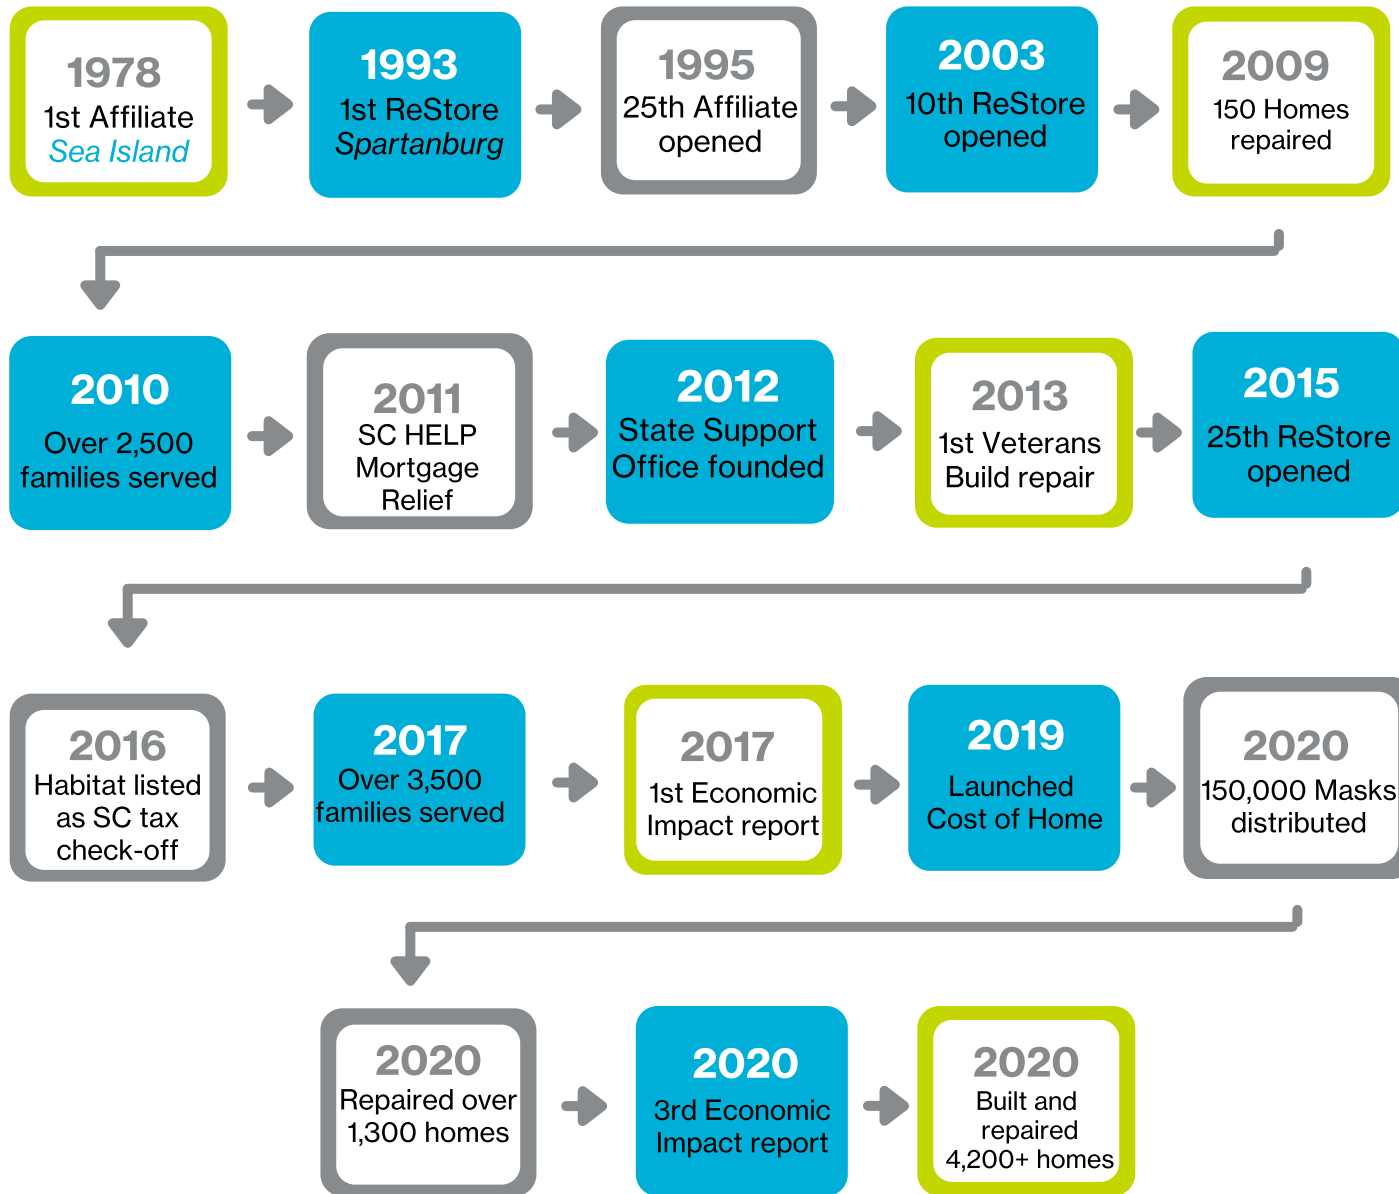 1978
1st Affiliate
Sea Island
1993
1st ReStore
Spartanburg
1995
25th Affiliate
opened
2003
10th ReStore
opened
2009
150 Homes
repaired
2010
Over 2,500
families served
2011
SC HELP
Mortgage
Relief
2012
State Support
Office founded
2013
1st Veterans
Build repair
2015
25th ReStore
opened
2016
Habitat listed
as SC tax
check-off
2017
Over 3,500
families served
2017
1st Economic
Impact report
2019
Launched
Cost of Home
2020
150,000 Masks
distributed
2020
Repaired over
1,300 homes
2020
3rd Economic
Impact report
2020
Built and
repaired
4,200+ homes